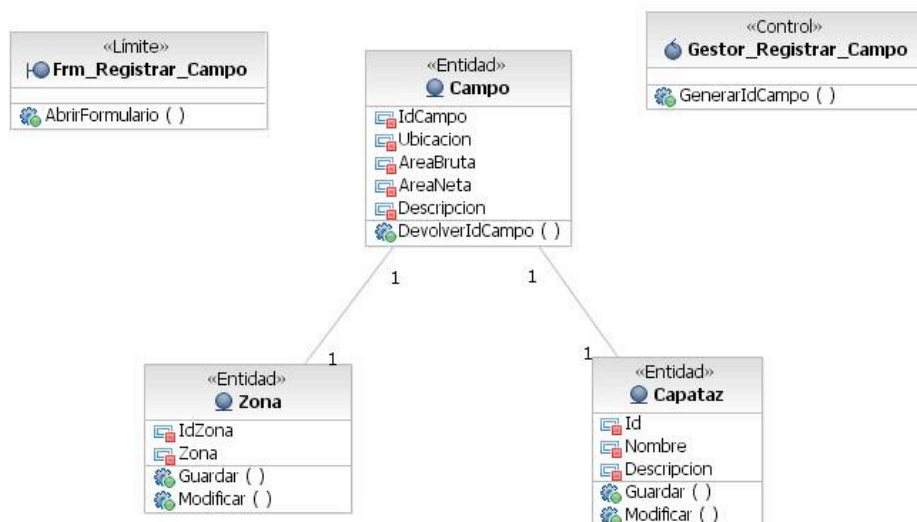 «Límite»
Frm_Registrar_Campo
AbrirFormulario ( )
«Entidad»
Campo
IdCampo
Ubicacion
AreaBruta
AreaNeta
Descripcion
DevolverIdCampo ( )
«Control»
Gestor_Registrar_Campo
GenerarIdCampo ( )
1
1
1
1
«Entidad»
Zona
IdZona
Zona
Guardar ( )
Modificar ( )
«Entidad»
Capataz
Id
Nombre
Descripcion
Guardar ( )
Modificar ( )